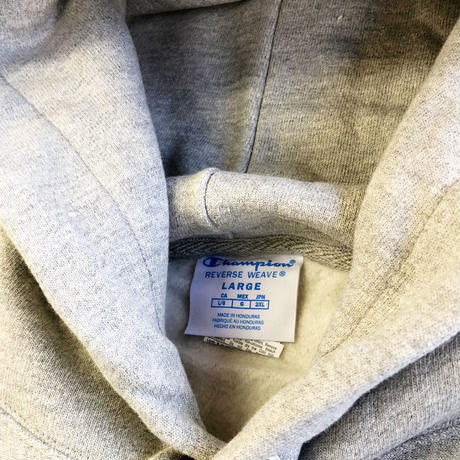 Champion®
REVERSE WEAVE®
LARGE
CA MEX JPN
L/G G 2XL
MADE IN HONDURAS
FABRIQUÉ AU HONDURAS
HECHO EN HONDURAS